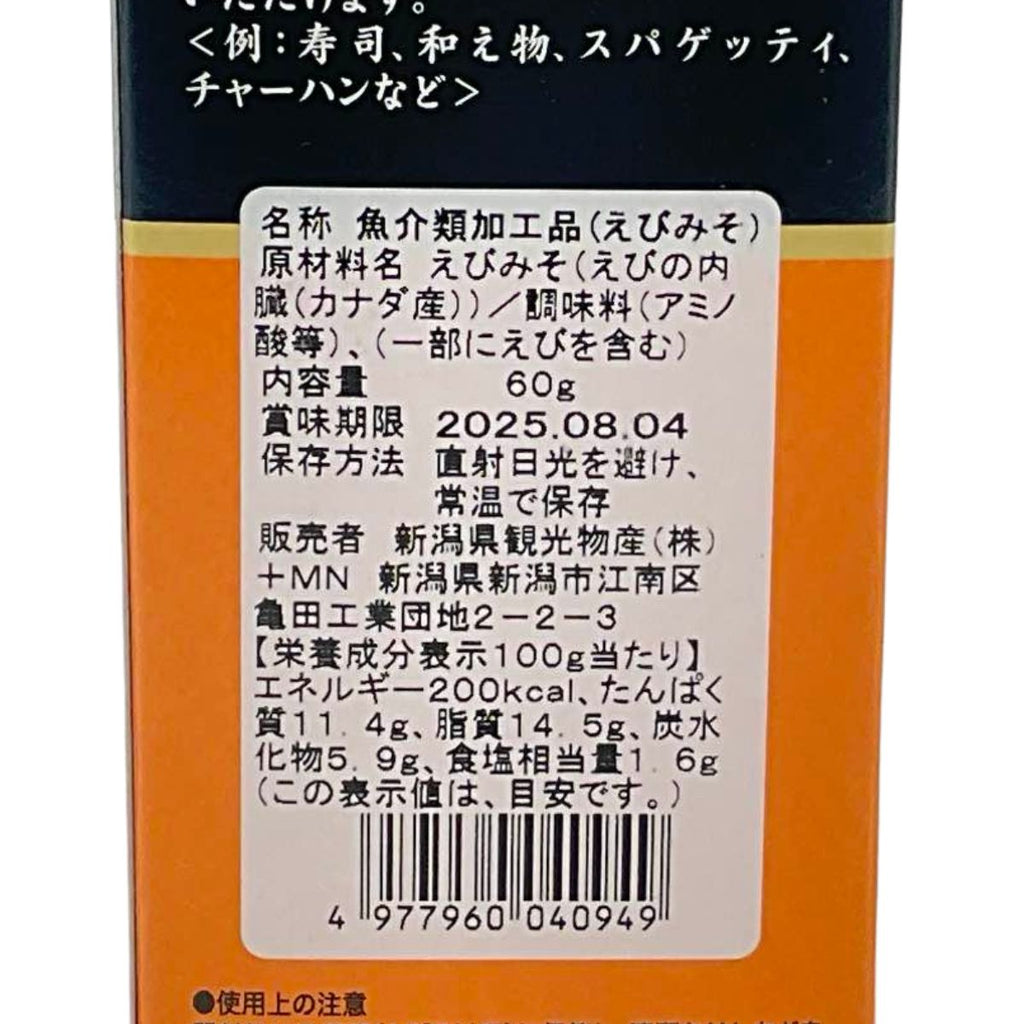 いただけます。
<例：寿司、和え物、スパゲッティ、
チャーハンなど>
名称 魚介類加工品(えびみそ)
原材料名 えびみそ(えびの内
臓(カナダ産))／調味料(アミノ
酸等)、(一部にえびを含む)
内容量 60g
賞味期限 2025.08.04
保存方法 直射日光を避け、
常温で保存
販売者 新潟県観光物産(株)
＋MN 新潟県新潟市江南区
亀田工業団地2－2－3
【栄養成分表示100g当たり】
エネルギー200kcal、たんぱく
質11.4g、脂質14.5g、炭水
化物5.9g、食塩相当量1.6g
(この表示値は、目安です。)
4 977960 040949
●使用上の注意